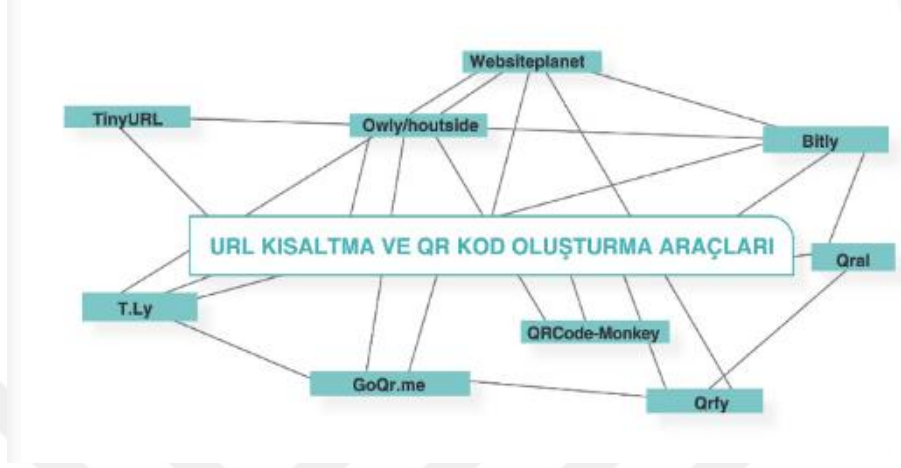 Websiteplanet
TinyURL
Owly/houtside
Bitly
URL KISALTMA VE QR KOD OLUŞTURMA ARAÇLARI
Qral
T.Ly
QRCode-Monkey
GoQr.me
Qrfy